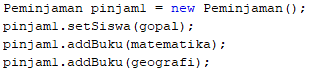 Peminjaman pinjam1 = new Peminjaman();
pinjam1.setSiswa(gopal);
pinjam1.addBuku(matematika);
pinjam1.addBuku(geografi);